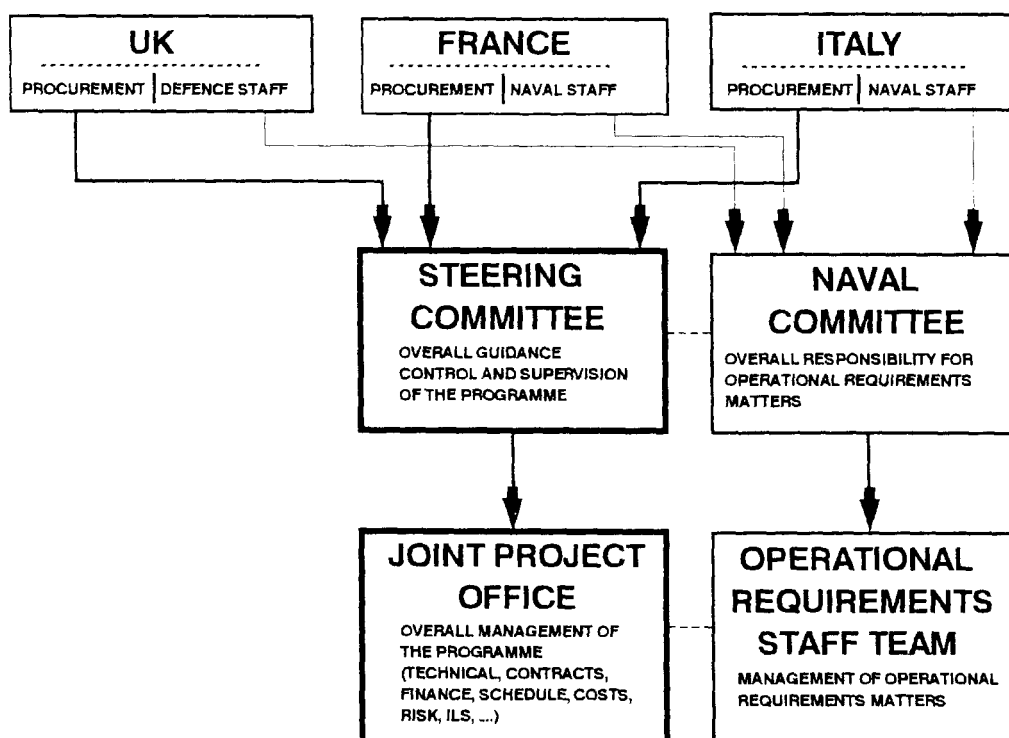 UK
PROCUREMENT DEFENCE STAFF
FRANCE
PROCUREMENT NAVAL STAFF
ITALY
PROCUREMENT NAVAL STAFF
STEERING
COMMITTEE
OVERALL GUIDANCE
CONTROL AND SUPERVISION
OF THE PROGRAMME
NAVAL
COMMITTEE
OVERALL RESPONSIBILITY FOR
OPERATIONAL REQUIREMENTS
MATTERS
JOINT PROJECT
OFFICE
OVERALL MANAGEMENT OF
THE PROGRAMME
(TECHNICAL, CONTRACTS,
FINANCE, SCHEDULE, COSTS,
RISK, ILS, ...)
OPERATIONAL
REQUIREMENTS
STAFF TEAM
MANAGEMENT OF OPERATIONAL
REQUIREMENTS MATTERS